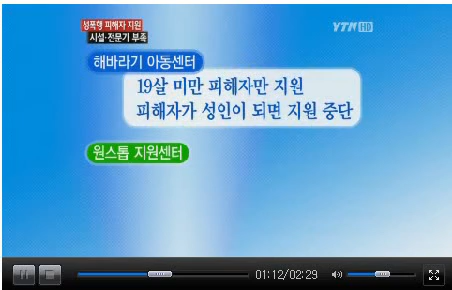 성폭행 피해자 지원
시설·전문가 부족
YTN HD
해바라기 아동센터
19살 미만 피해자만 지원
피해자가 성인이 되면 지원 중단
원스톱 지원센터
01:12/02:29